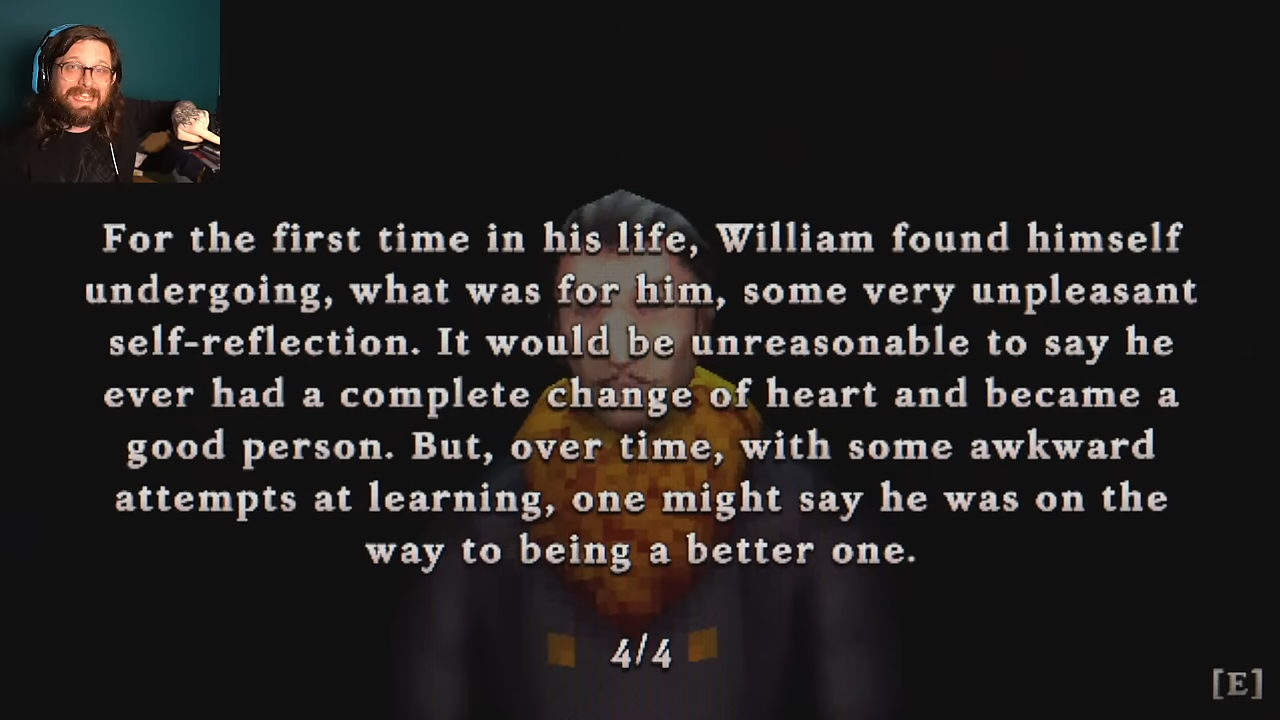 For the first time in his life, William found himself
undergoing, what was for him, some very unpleasant
self-reflection. It would be unreasonable to say he
ever had a complete change of heart and became a
good person. But, over time, with some awkward
attempts at learning, one might say he was on the
way to being a better one.
4/4
[E]